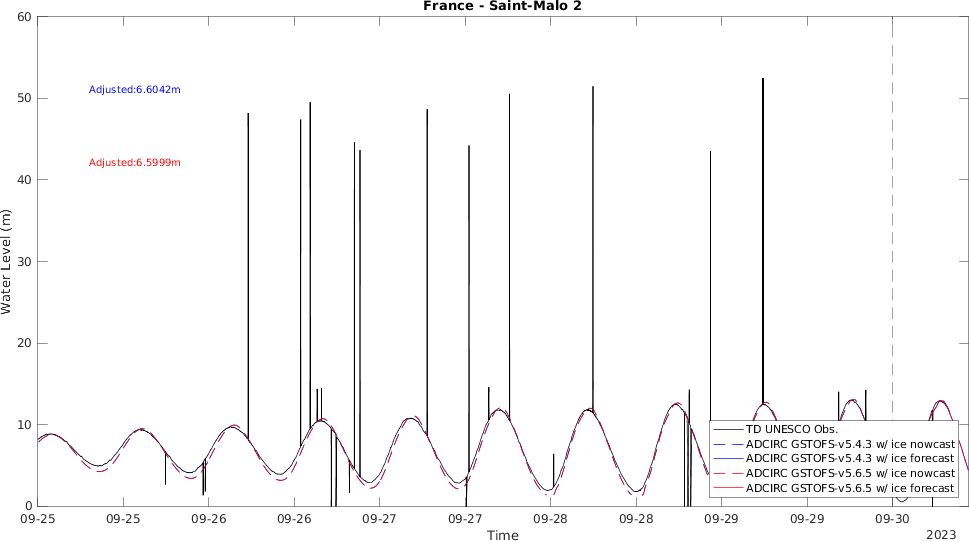 France - Saint-Malo 2
60
50
40
30
20
10
0
Water Level (m)
Adjusted:6.6042m
Adjusted:6.5999m
TD UNESCO Obs.
ADCIRC GSTOFS-v5.4.3 w/ ice nowcast
ADCIRC GSTOFS-v5.4.3 w/ ice forecast
ADCIRC GSTOFS-v5.6.5 w/ ice nowcast
ADCIRC GSTOFS-v5.6.5 w/ ice forecast
09-25 09-25 09-26 09-26 09-27 09-27 09-28 09-28 09-29 09-29 09-30
Time
2023